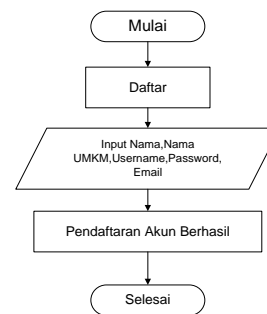 Mulai
Daftar
Input Nama,Nama
UMKM,Username,Password,
Email
Pendaftaran Akun Berhasil
Selesai